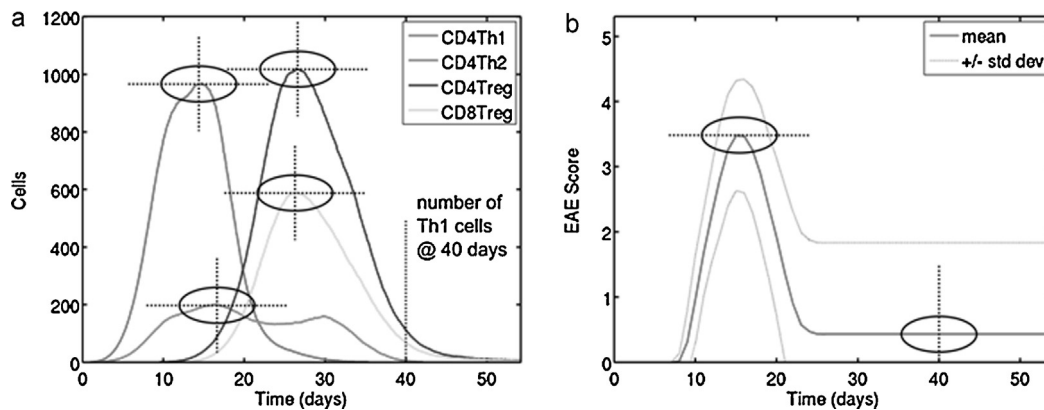 a
1200
1000
800
600
400
200
0
Cells
0 10 20 30 40 50
Time (days)
CD4Th1
CD4Th2
CD4Treg
CD8Treg
number of
Th1 cells
@ 40 days
b
5
4
3
2
1
0
EAE Score
0 10 20 30 40 50
Time (days)
mean
+/- std dev